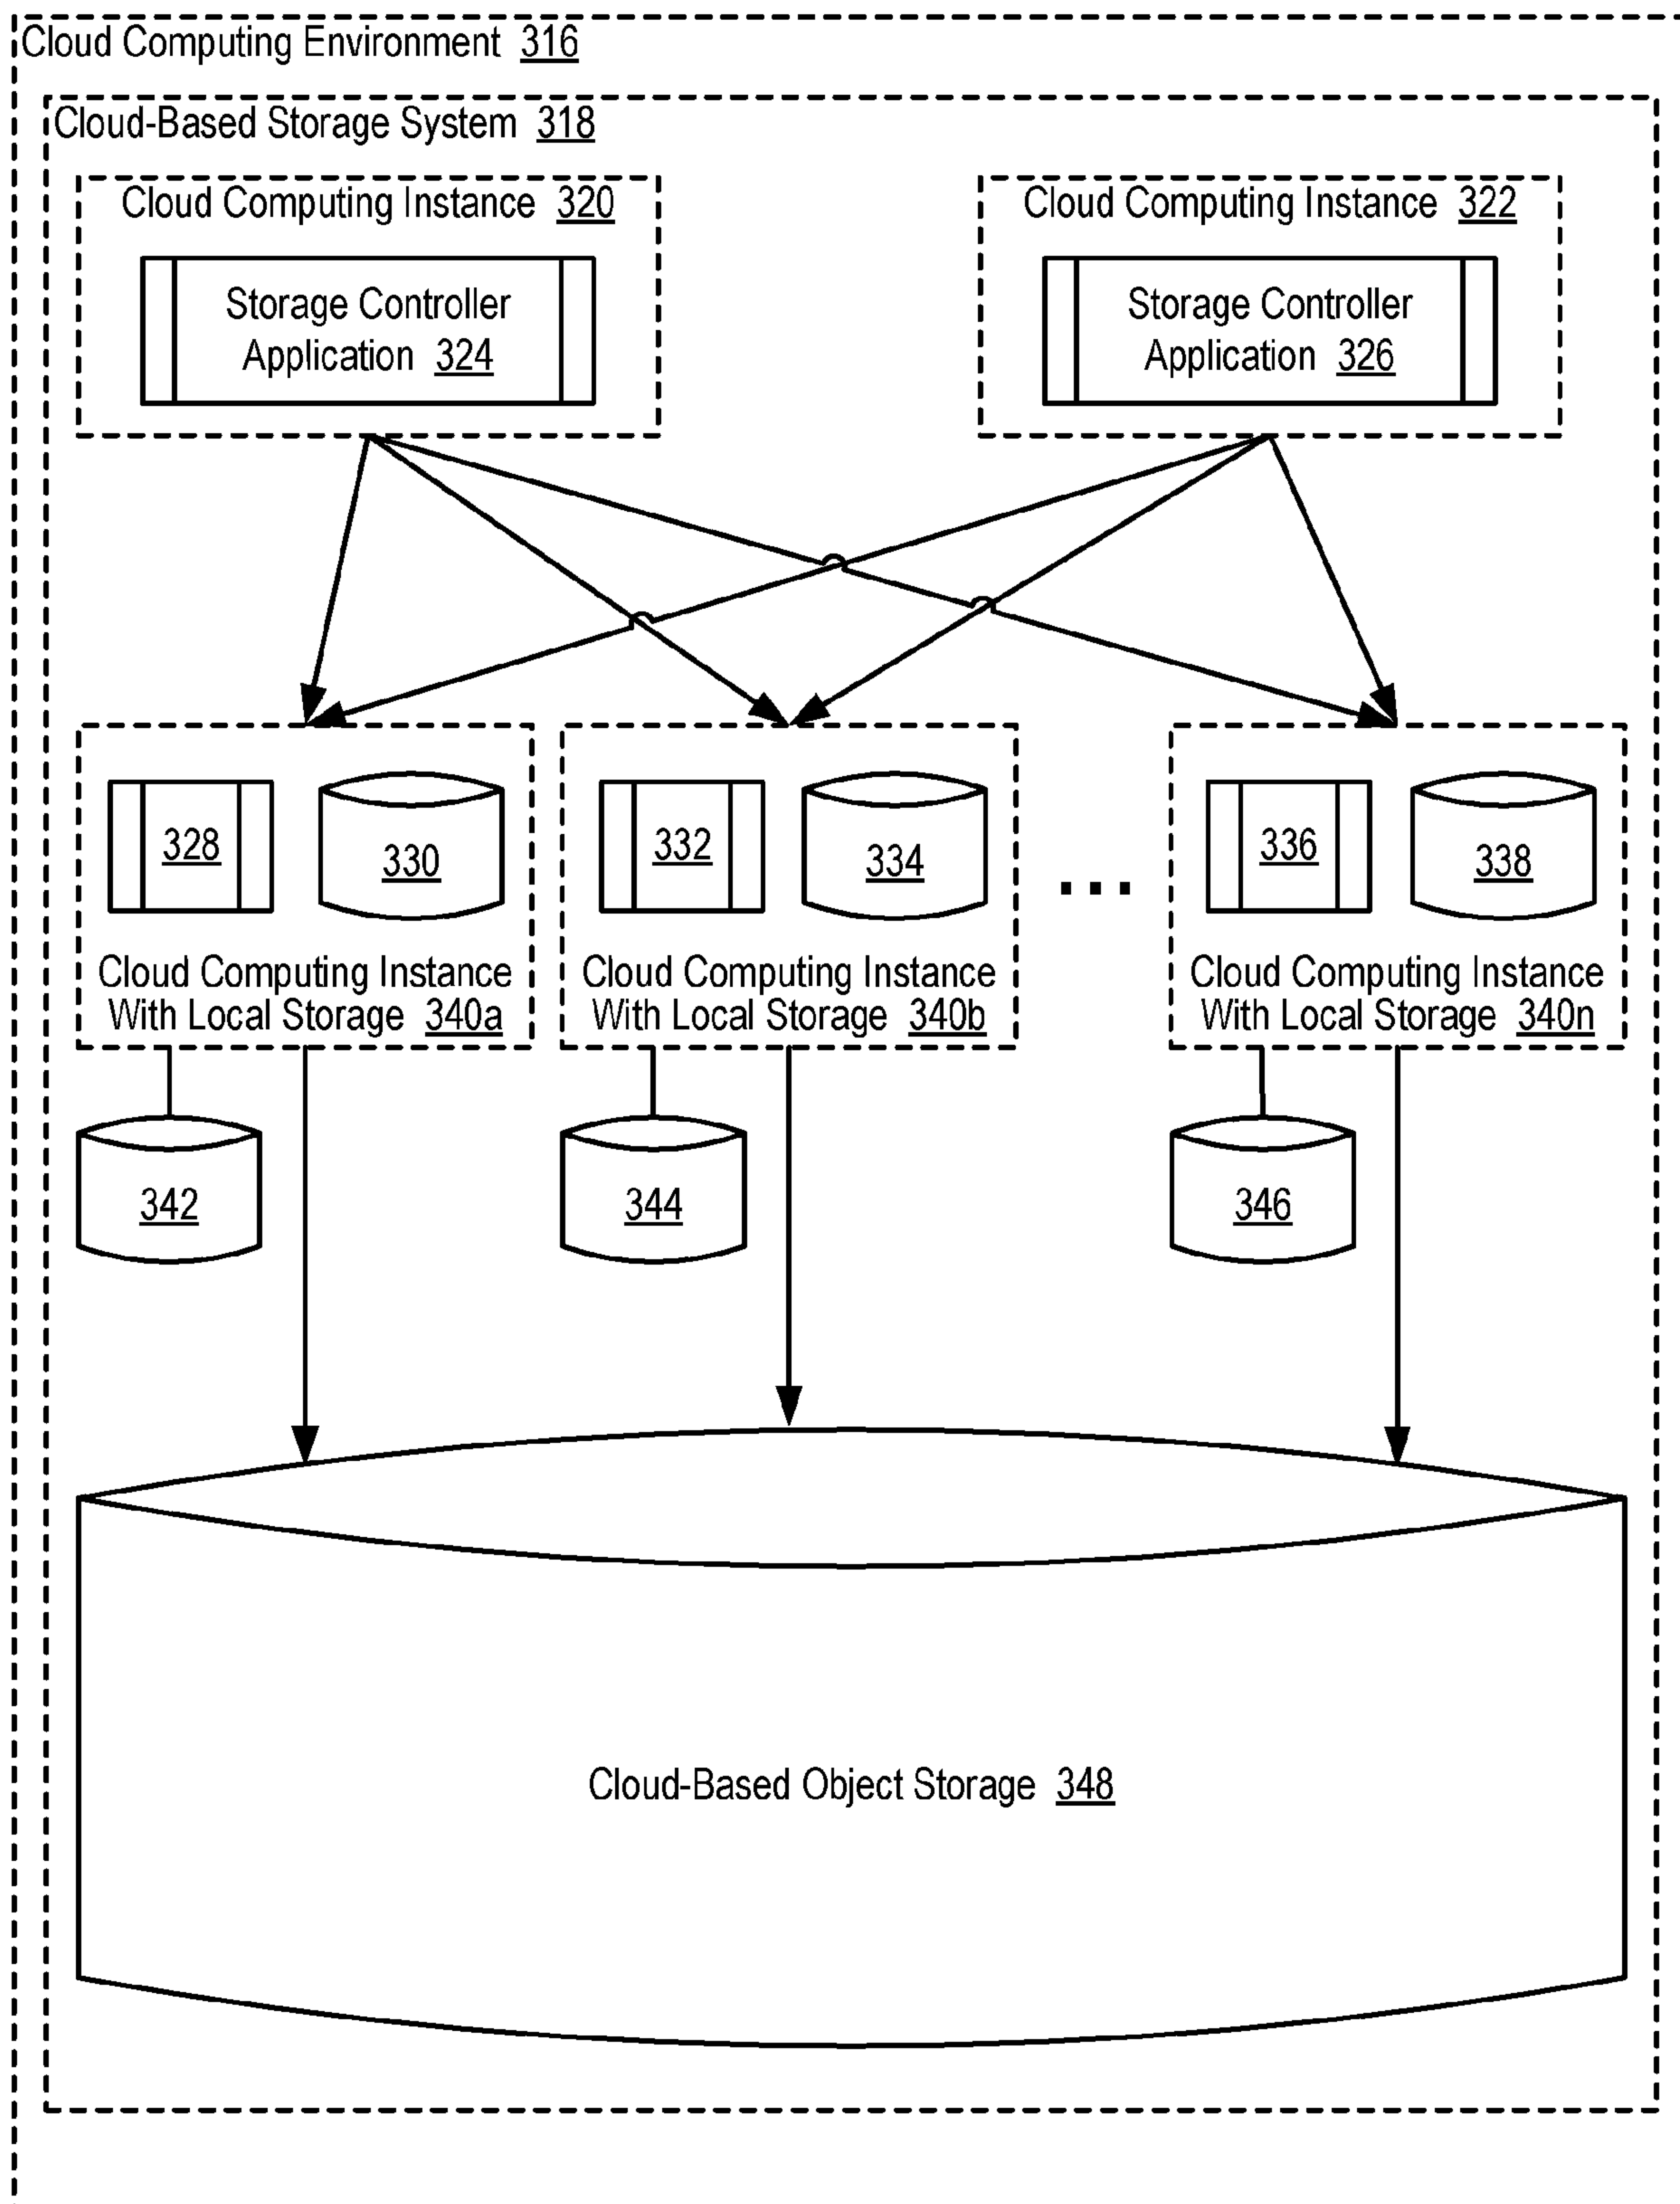 Cloud Computing Environment 316
Cloud-Based Storage System 318
Cloud Computing Instance 320
Storage Controller
Application 324
Cloud Computing Instance 322
Storage Controller
Application 326
328
330
Cloud Computing Instance
With Local Storage 340a
332
334
Cloud Computing Instance
With Local Storage 340b
...
336
338
Cloud Computing Instance
With Local Storage 340n
342
344
346
Cloud-Based Object Storage 348